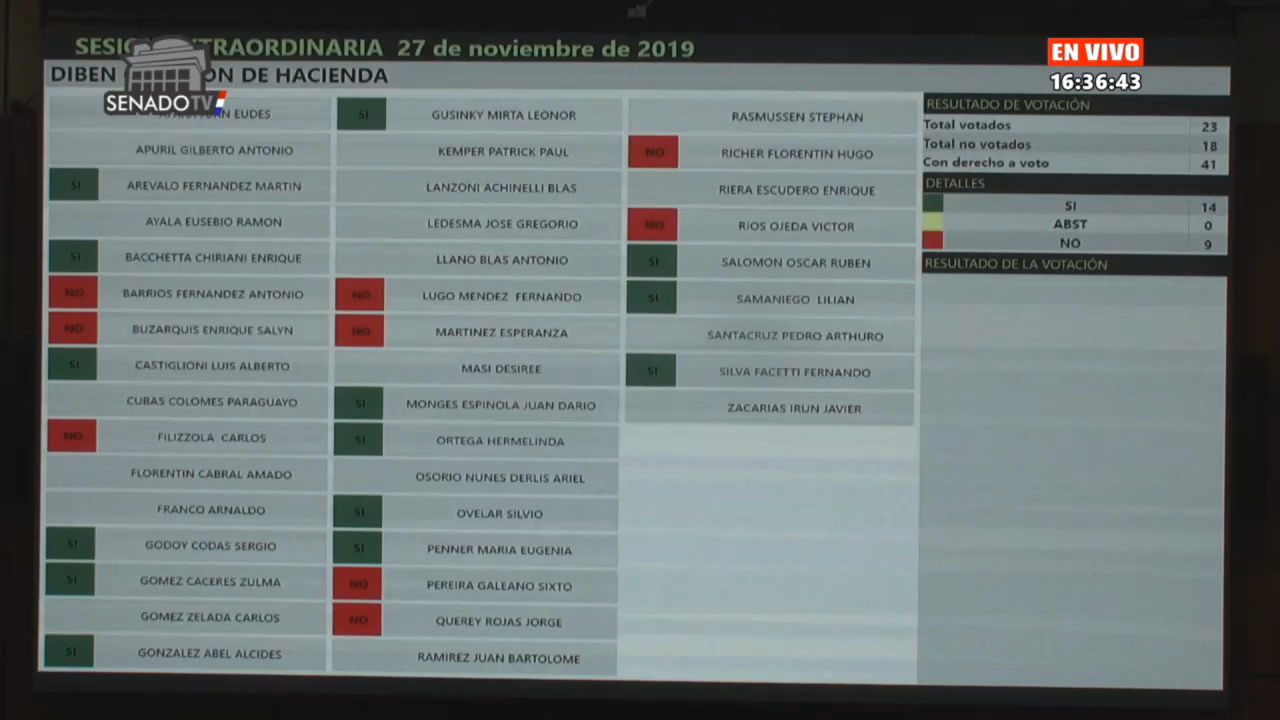 SESI TRAORDINARIA 27 de noviembre de 2019
EN VIVO
DIBEN ON DE HACIENDA
16:36:43
SENADO TV
EUDES
SI GUSINKY MIRTA LEONOR
RASMUSSEN STEPHAN
APURIL GILBERTO ANTONIO
KEMPER PATRICK PAUL
NO RICHER FLORENTIN HUGO
SI AREVALO FERNANDEZ MARTIN
LANZONI ACHINELLI BLAS
RIERA ESCUDERO ENRIQUE
AYALA EUSEBIO RAMON
LEDESMA JOSE GREGORIO
NO RIOS OJEDA VICTOR
SI BACCHETTA CHIRIANI ENRIQUE
LLANO BLAS ANTONIO
SI SALOMON OSCAR RUBEN
NO BARRIOS FERNANDEZ ANTONIO
NO LUGO MENDEZ FERNANDO
SI SAMANIEGO LILIAN
NO BUZARQUIS ENRIQUE SALYN
NO MARTINEZ ESPERANZA
SANTACRUZ PEDRO ARTHURO
SI CASTIGLIONI LUIS ALBERTO
MASI DESIREE
SI SILVA FACETTI FERNANDO
CUBAS COLOMES PARAGUAYO
SI MONGES ESPINOLA JUAN DARIO
ZACARIAS IRUN JAVIER
NO FILIZZOLA CARLOS
SI ORTEGA HERMELINDA
FLORENTIN CABRAL AMADO
OSORIO NUNES DERLIS ARIEL
FRANCO ARNALDO
SI OVELAR SILVIO
SI GODOY CODAS SERGIO
SI PENNER MARIA EUGENIA
SI GOMEZ CACERES ZULMA
NO PEREIRA GALEANO SIXTO
GOMEZ ZELADA CARLOS
NO QUEREY ROJAS JORGE
SI GONZALEZ ABEL ALCIDES
RAMIREZ JUAN BARTOLOME
RESULTADO DE VOTACIÓN
Total votados 23
Total no votados 18
Con derecho a voto 41
DETALLES
SI 14
ABST 0
NO 9
RESULTADO DE LA VOTACIÓN